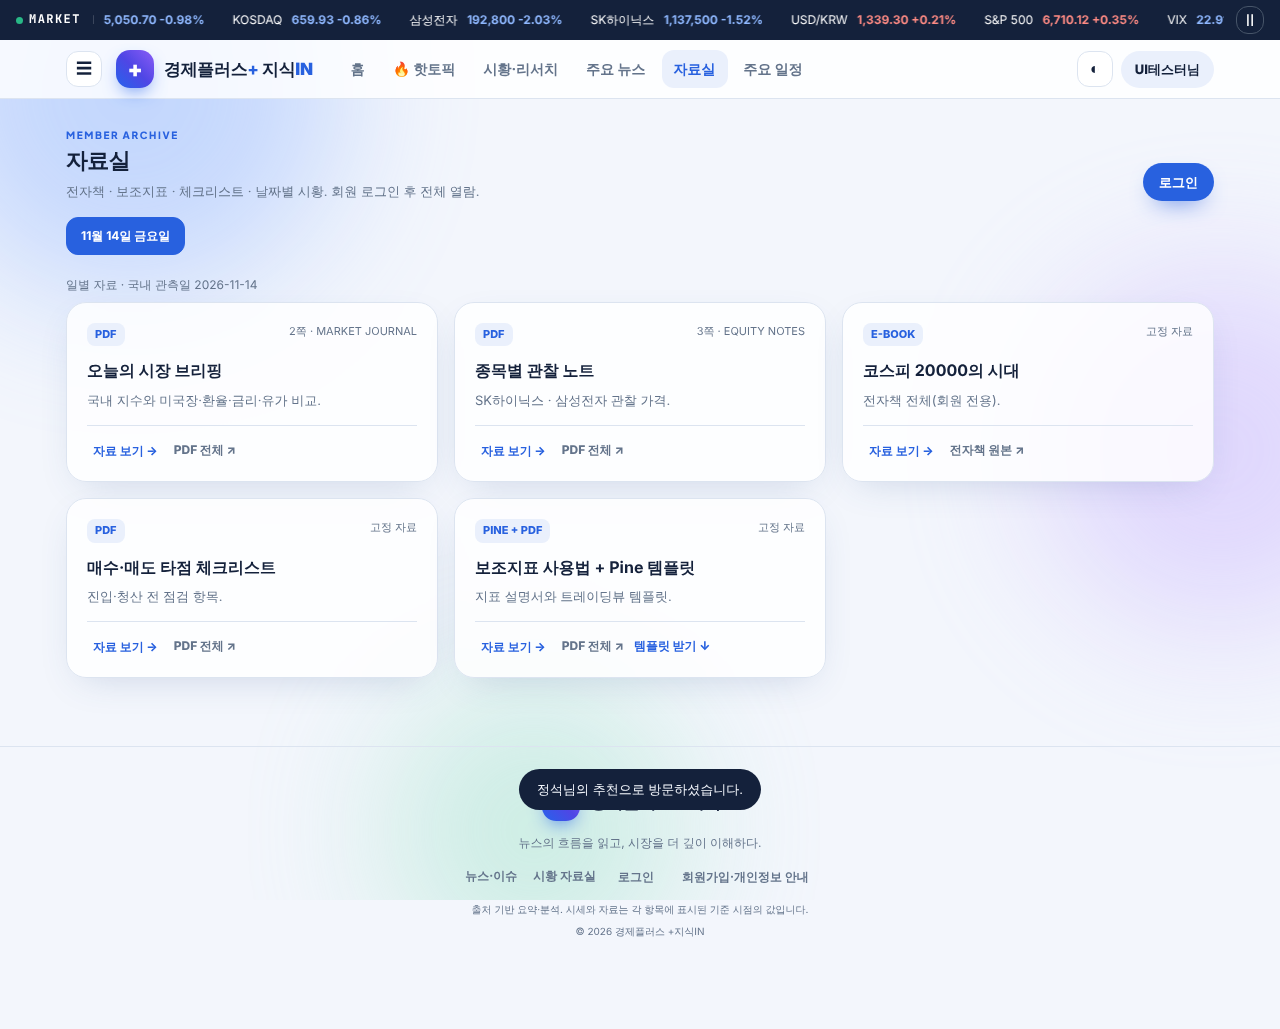 MARKET 5,050.70 -0.98% KOSDAQ 659.93 -0.86% 삼성전자 192,800 -2.03% SK하이닉스 1,137,500 -1.52% USD/KRW 1,339.30 +0.21% S&P 500 6,710.12 +0.35% VIX 22.9
☰ + 경제플러스+ 지식IN 홈 🔥 핫토픽 시황·리서치 주요 뉴스 자료실 주요 일정 UI테스터님
MEMBER ARCHIVE
자료실
전자책 · 보조지표 · 체크리스트 · 날짜별 시황. 회원 로그인 후 전체 열람.
로그인
11월 14일 금요일
일별 자료 · 국내 관측일 2026-11-14
PDF 2쪽 · MARKET JOURNAL
오늘의 시장 브리핑
국내 지수와 미국장·환율·금리·유가 비교.
자료 보기 → PDF 전체 ↗
PDF 3쪽 · EQUITY NOTES
종목별 관찰 노트
SK하이닉스 · 삼성전자 관찰 가격.
자료 보기 → PDF 전체 ↗
E-BOOK 고정 자료
코스피 20000의 시대
전자책 전체(회원 전용).
자료 보기 → 전자책 원본 ↗
PDF 고정 자료
매수·매도 타점 체크리스트
진입·청산 전 점검 항목.
자료 보기 → PDF 전체 ↗
PINE + PDF 고정 자료
보조지표 사용법 + Pine 템플릿
지표 설명서와 트레이딩뷰 템플릿.
자료 보기 → PDF 전체 ↗ 템플릿 받기 ↓
정석님의 추천으로 방문하셨습니다.
뉴스의 흐름을 읽고, 시장을 더 깊이 이해하다.
뉴스·이슈 시황 자료실 로그인 회원가입·개인정보 안내
출처 기반 요약·분석. 시세와 자료는 각 항목에 표시된 기준 시점의 값입니다.
© 2026 경제플러스 +지식IN